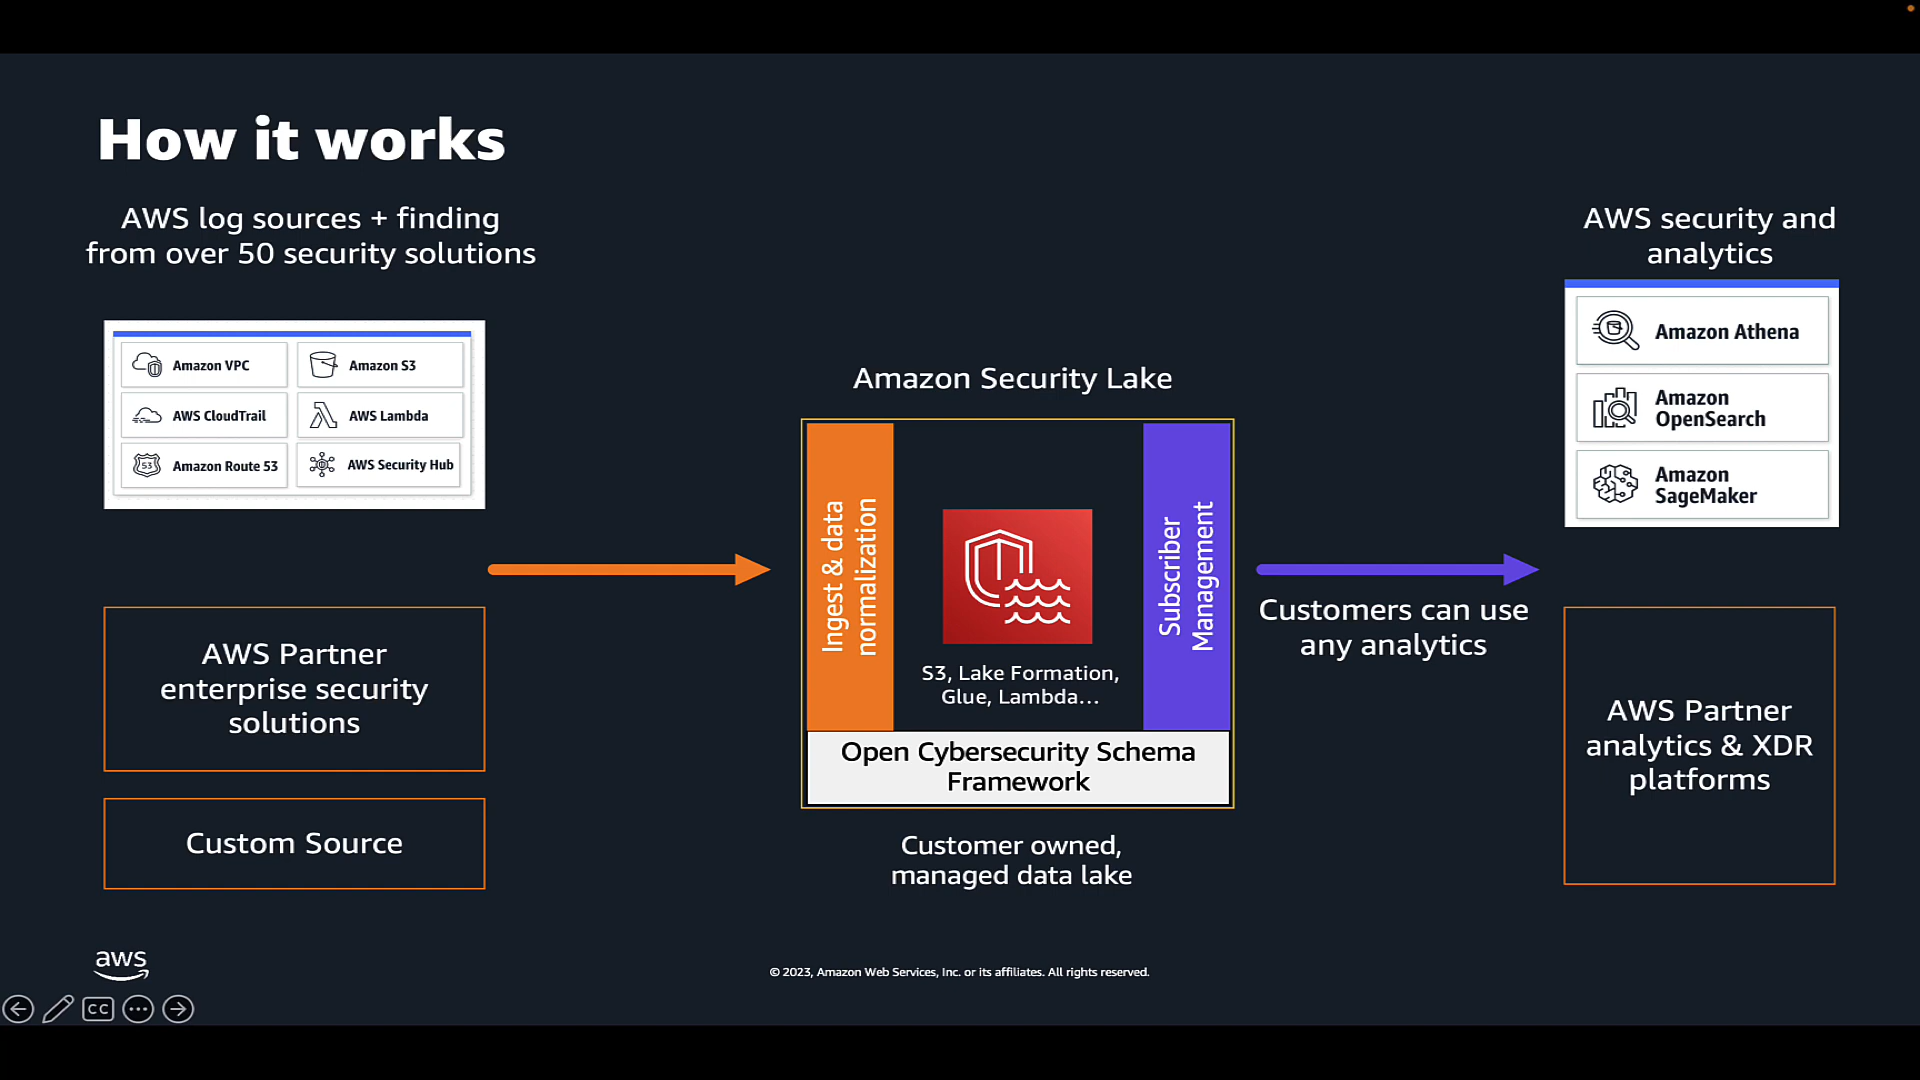 How it works
AWS log sources + finding
from over 50 security solutions
Amazon VPC
Amazon S3
AWS CloudTrail
AWS Lambda
53
Amazon Route 53
AWS Security Hub
AWS Partner
enterprise security
solutions
Custom Source
Amazon Security Lake
Ingest & data
normalization
S3, Lake Formation,
Glue, Lambda...
Subscriber
Management
Open Cybersecurity Schema
Framework
Customer owned,
managed data lake
Customers can use
any analytics
AWS security and
analytics
Amazon Athena
Amazon
OpenSearch
Amazon
SageMaker
AWS Partner
analytics & XDR
platforms
aws
© 2023, Amazon Web Services, Inc. or its affiliates. All rights reserved.
CC